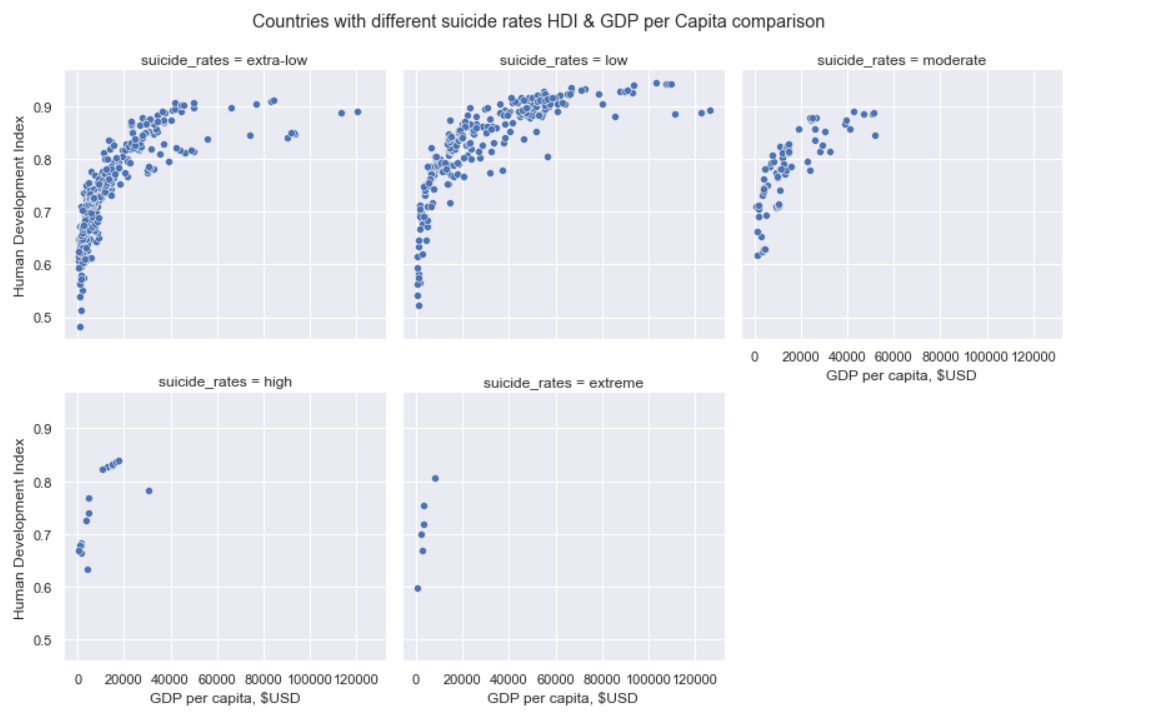 Countries with different suicide rates HDI & GDP per Capita comparison
suicide_rates = extra-low
suicide_rates = low
suicide_rates = moderate
Human Development Index
0.9
0.8
0.7
0.6
0.5
0 20000 40000 60000 80000 100000 120000
GDP per capita, $USD
suicide_rates = high
suicide_rates = extreme
Human Development Index
0.9
0.8
0.7
0.6
0.5
0 20000 40000 60000 80000 100000 120000
GDP per capita, $USD
0 20000 40000 60000 80000 100000 120000
GDP per capita, $USD